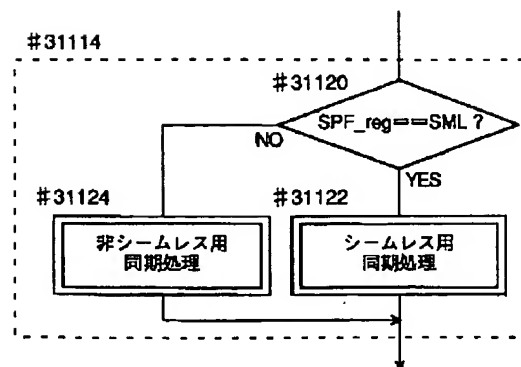 #31114
#31120
SPF_reg==SML ?
NO
YES
#31124
#31122
非シームレス用
同期処理
シームレス用
同期処理